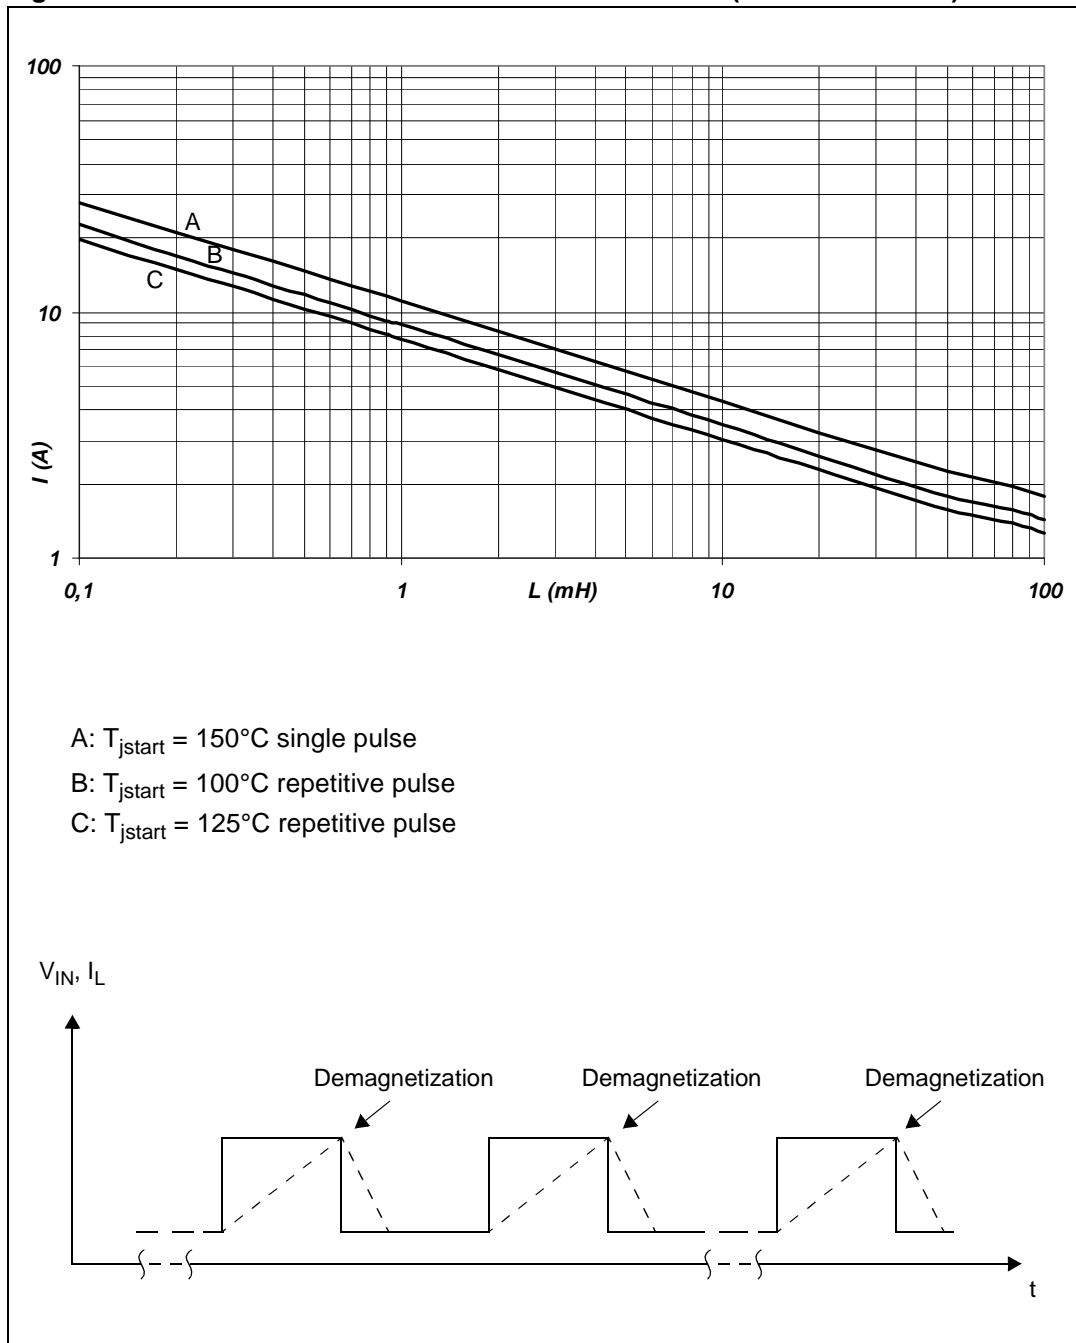 100
A
B
C
10
I (A)
1
0,1 1 L (mH) 10 100
A: Tjstart = 150°C single pulse
B: Tjstart = 100°C repetitive pulse
C: Tjstart = 125°C repetitive pulse
VIN, IL
Demagnetization Demagnetization Demagnetization
t